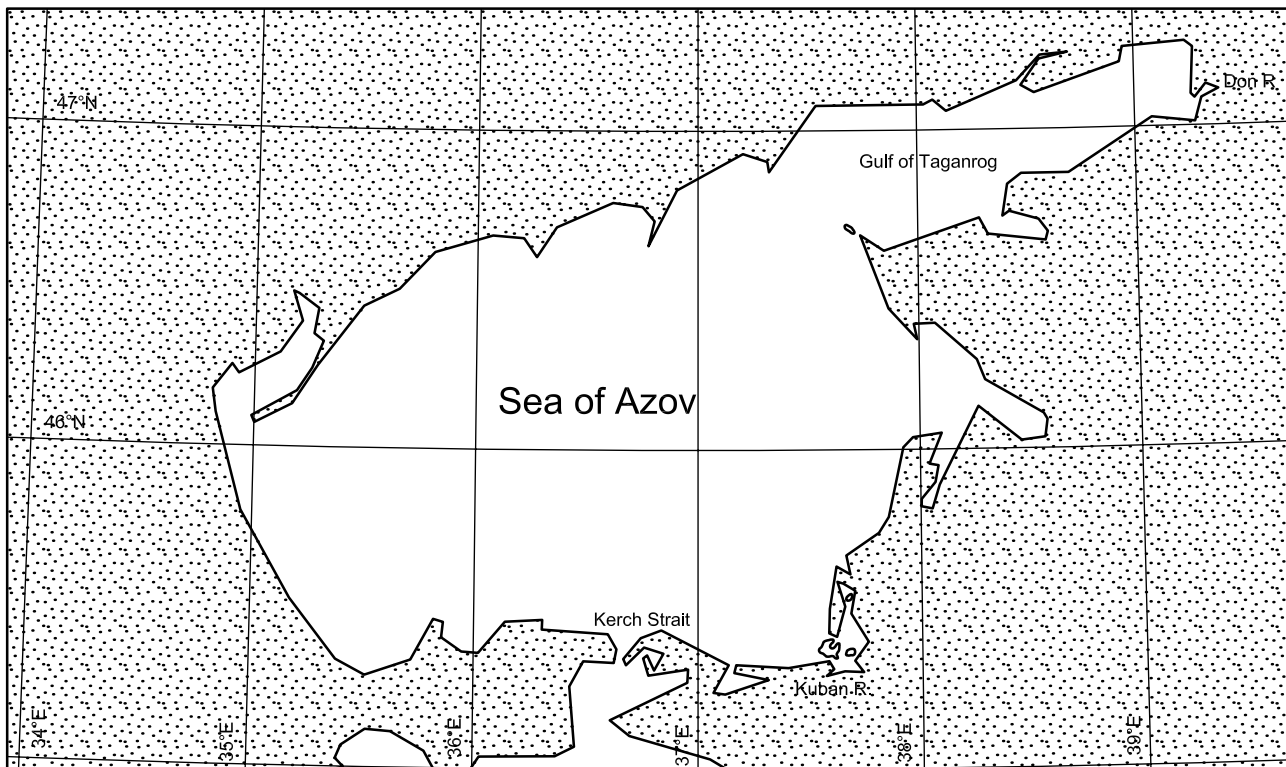 Don R
47°N
Gulf of Taganrog
Sea of Azov
46°N
Kerch Strait
Kuban R
34°E
35°E
36°E
37°E
38°E
39°E